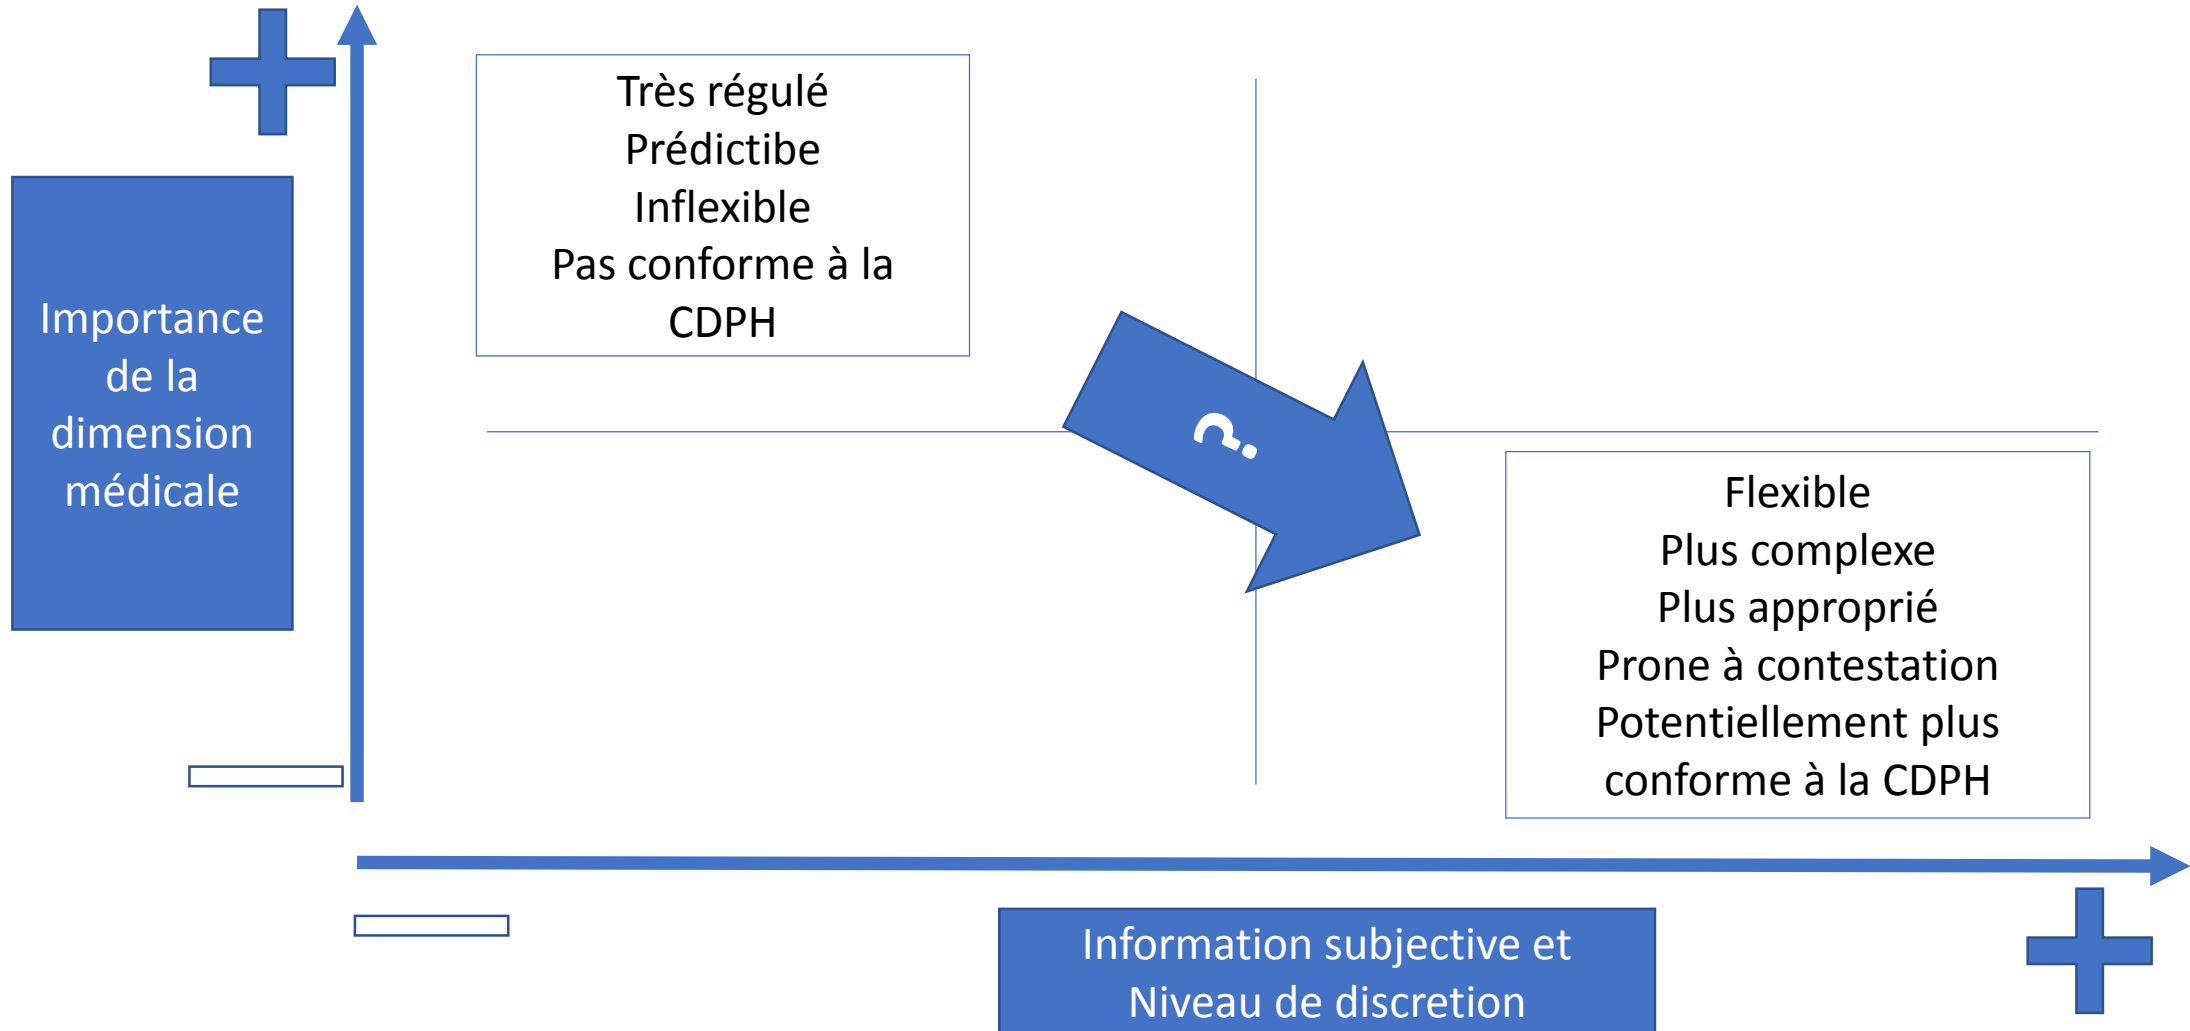 Très régulé
Prédictibe
Inflexible
Pas conforme à la
CDPH
Importance
de la
dimension
médicale
?
Flexible
Plus complexe
Plus approprié
Prone à contestation
Potentiellement plus
conforme à la CDPH
Information subjective et
Niveau de discretion